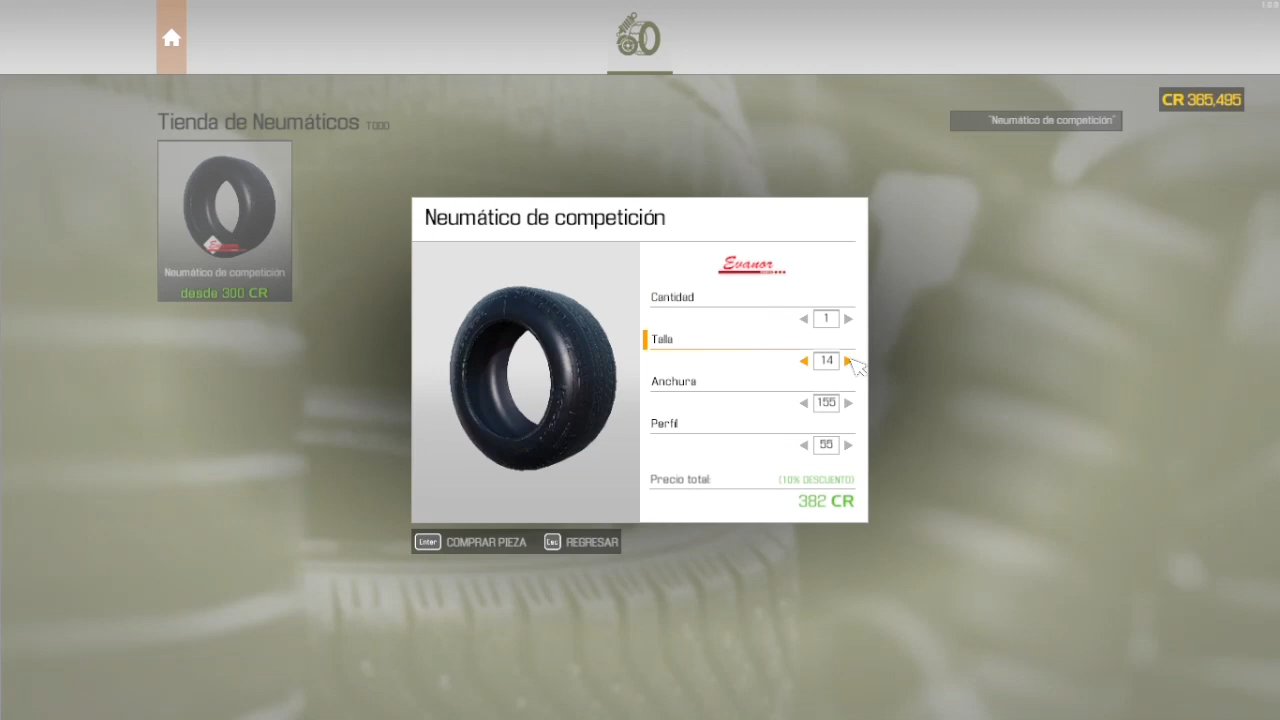 CR 365,495
Tienda de Neumáticos TODO
"Neumático de competición"
Neumático de competición
desde 300 CR
Neumático de competición
Evanor
Cantidad
1
Talla
14
Anchura
155
Perfil
55
Precio total: (10% DESCUENTO)
382 CR
Enter COMPRAR PIEZA Esc REGRESAR